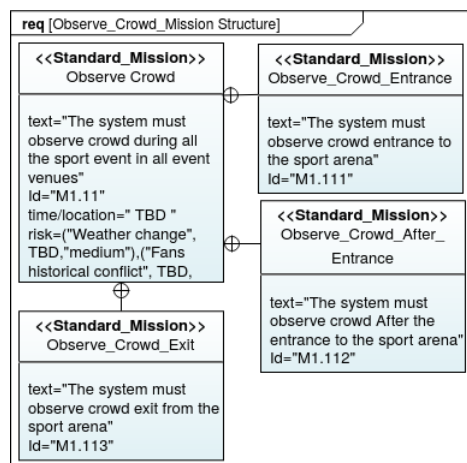 req [Observe_Crowd_Mission Structure]
<<Standard_Mission>>
Observe Crowd
text="The system must
observe crowd during all
the sport event in all event
venues"
Id="M1.11"
time/location=" TBD "
risk=("Weather change",
TBD,"medium"),("Fans
historical conflict", TBD,
<<Standard_Mission>>
Observe_Crowd_Entrance
text="The system must
observe crowd entrance to
the sport arena"
Id="M1.111"
<<Standard_Mission>>
Observe_Crowd_After_
Entrance
text="The system must
observe crowd After the
entrance to the sport arena"
Id="M1.112"
<<Standard_Mission>>
Observe_Crowd_Exit
text="The system must
observe crowd exit from the
sport arena"
Id="M1.113"